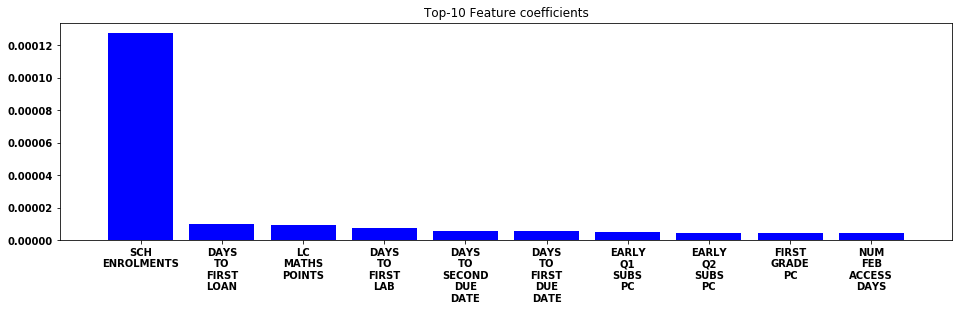 Top-10 Feature coefficients
0.00012
0.00010
0.00008
0.00006
0.00004
0.00002
0.00000
SCH
ENROLMENTS
DAYS
TO
FIRST
LOAN
LC
MATHS
POINTS
DAYS
TO
FIRST
LAB
DAYS
TO
SECOND
DUE
DATE
DAYS
TO
FIRST
DUE
DATE
EARLY
Q1
SUBS
PC
EARLY
Q2
SUBS
PC
FIRST
GRADE
PC
NUM
FEB
ACCESS
DAYS